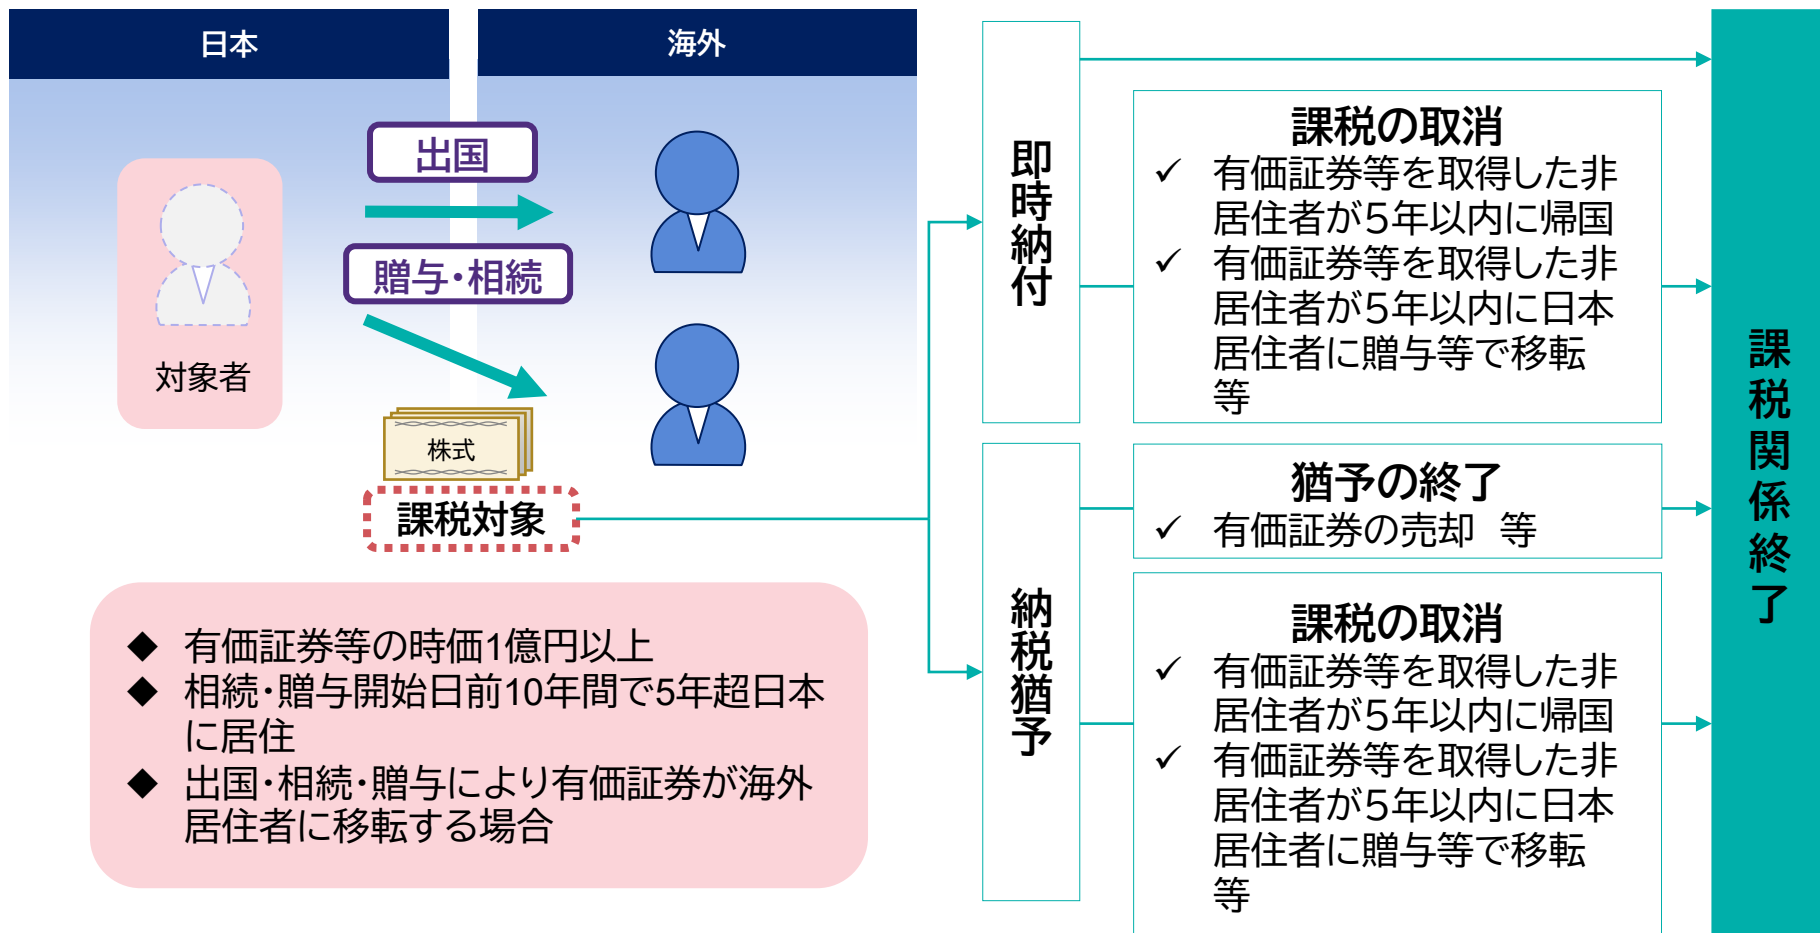 日本
海外
出国
贈与・相続
対象者
株式
課税対象
◆ 有価証券等の時価1億円以上
◆ 相続・贈与開始日前10年間で5年超日本
に居住
◆ 出国・相続・贈与により有価証券が海外
居住者に移転する場合
即時納付
課税の取消
✓ 有価証券等を取得した非
居住者が５年以内に帰国
✓ 有価証券等を取得した非
居住者が５年以内に日本
居住者に贈与等で移転
等
納税猶予
猶予の終了
✓ 有価証券の売却　等
課税の取消
✓ 有価証券等を取得した非
居住者が５年以内に帰国
✓ 有価証券等を取得した非
居住者が５年以内に日本
居住者に贈与等で移転
等
課税関係終了